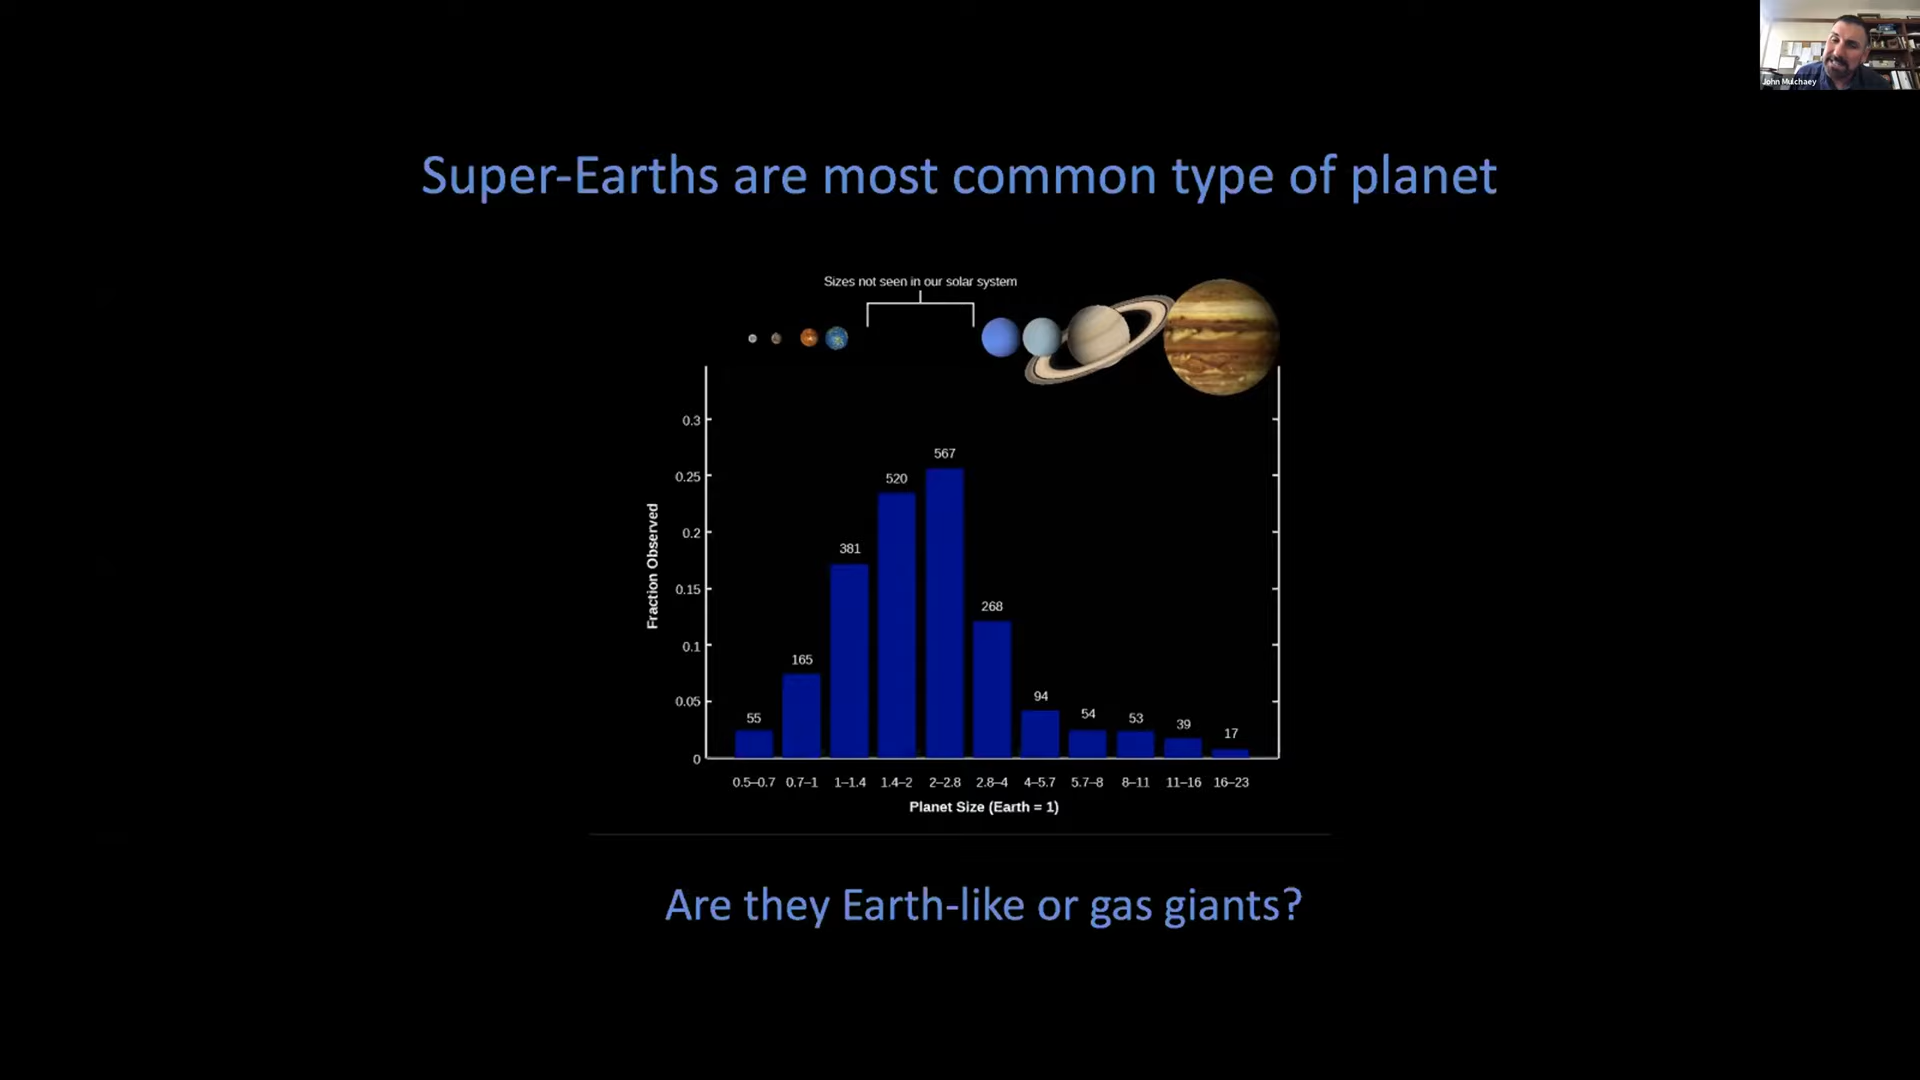 John Mulchaey
Super-Earths are most common type of planet
Sizes not seen in our solar system
0.3
0.25
0.2
0.15
0.1
0.05
0
Fraction Observed
55
165
381
520
567
268
94
54
53
39
17
0.5–0.7 0.7–1 1–1.4 1.4–2 2–2.8 2.8–4 4–5.7 5.7–8 8–11 11–16 16–23
Planet Size (Earth = 1)
Are they Earth-like or gas giants?